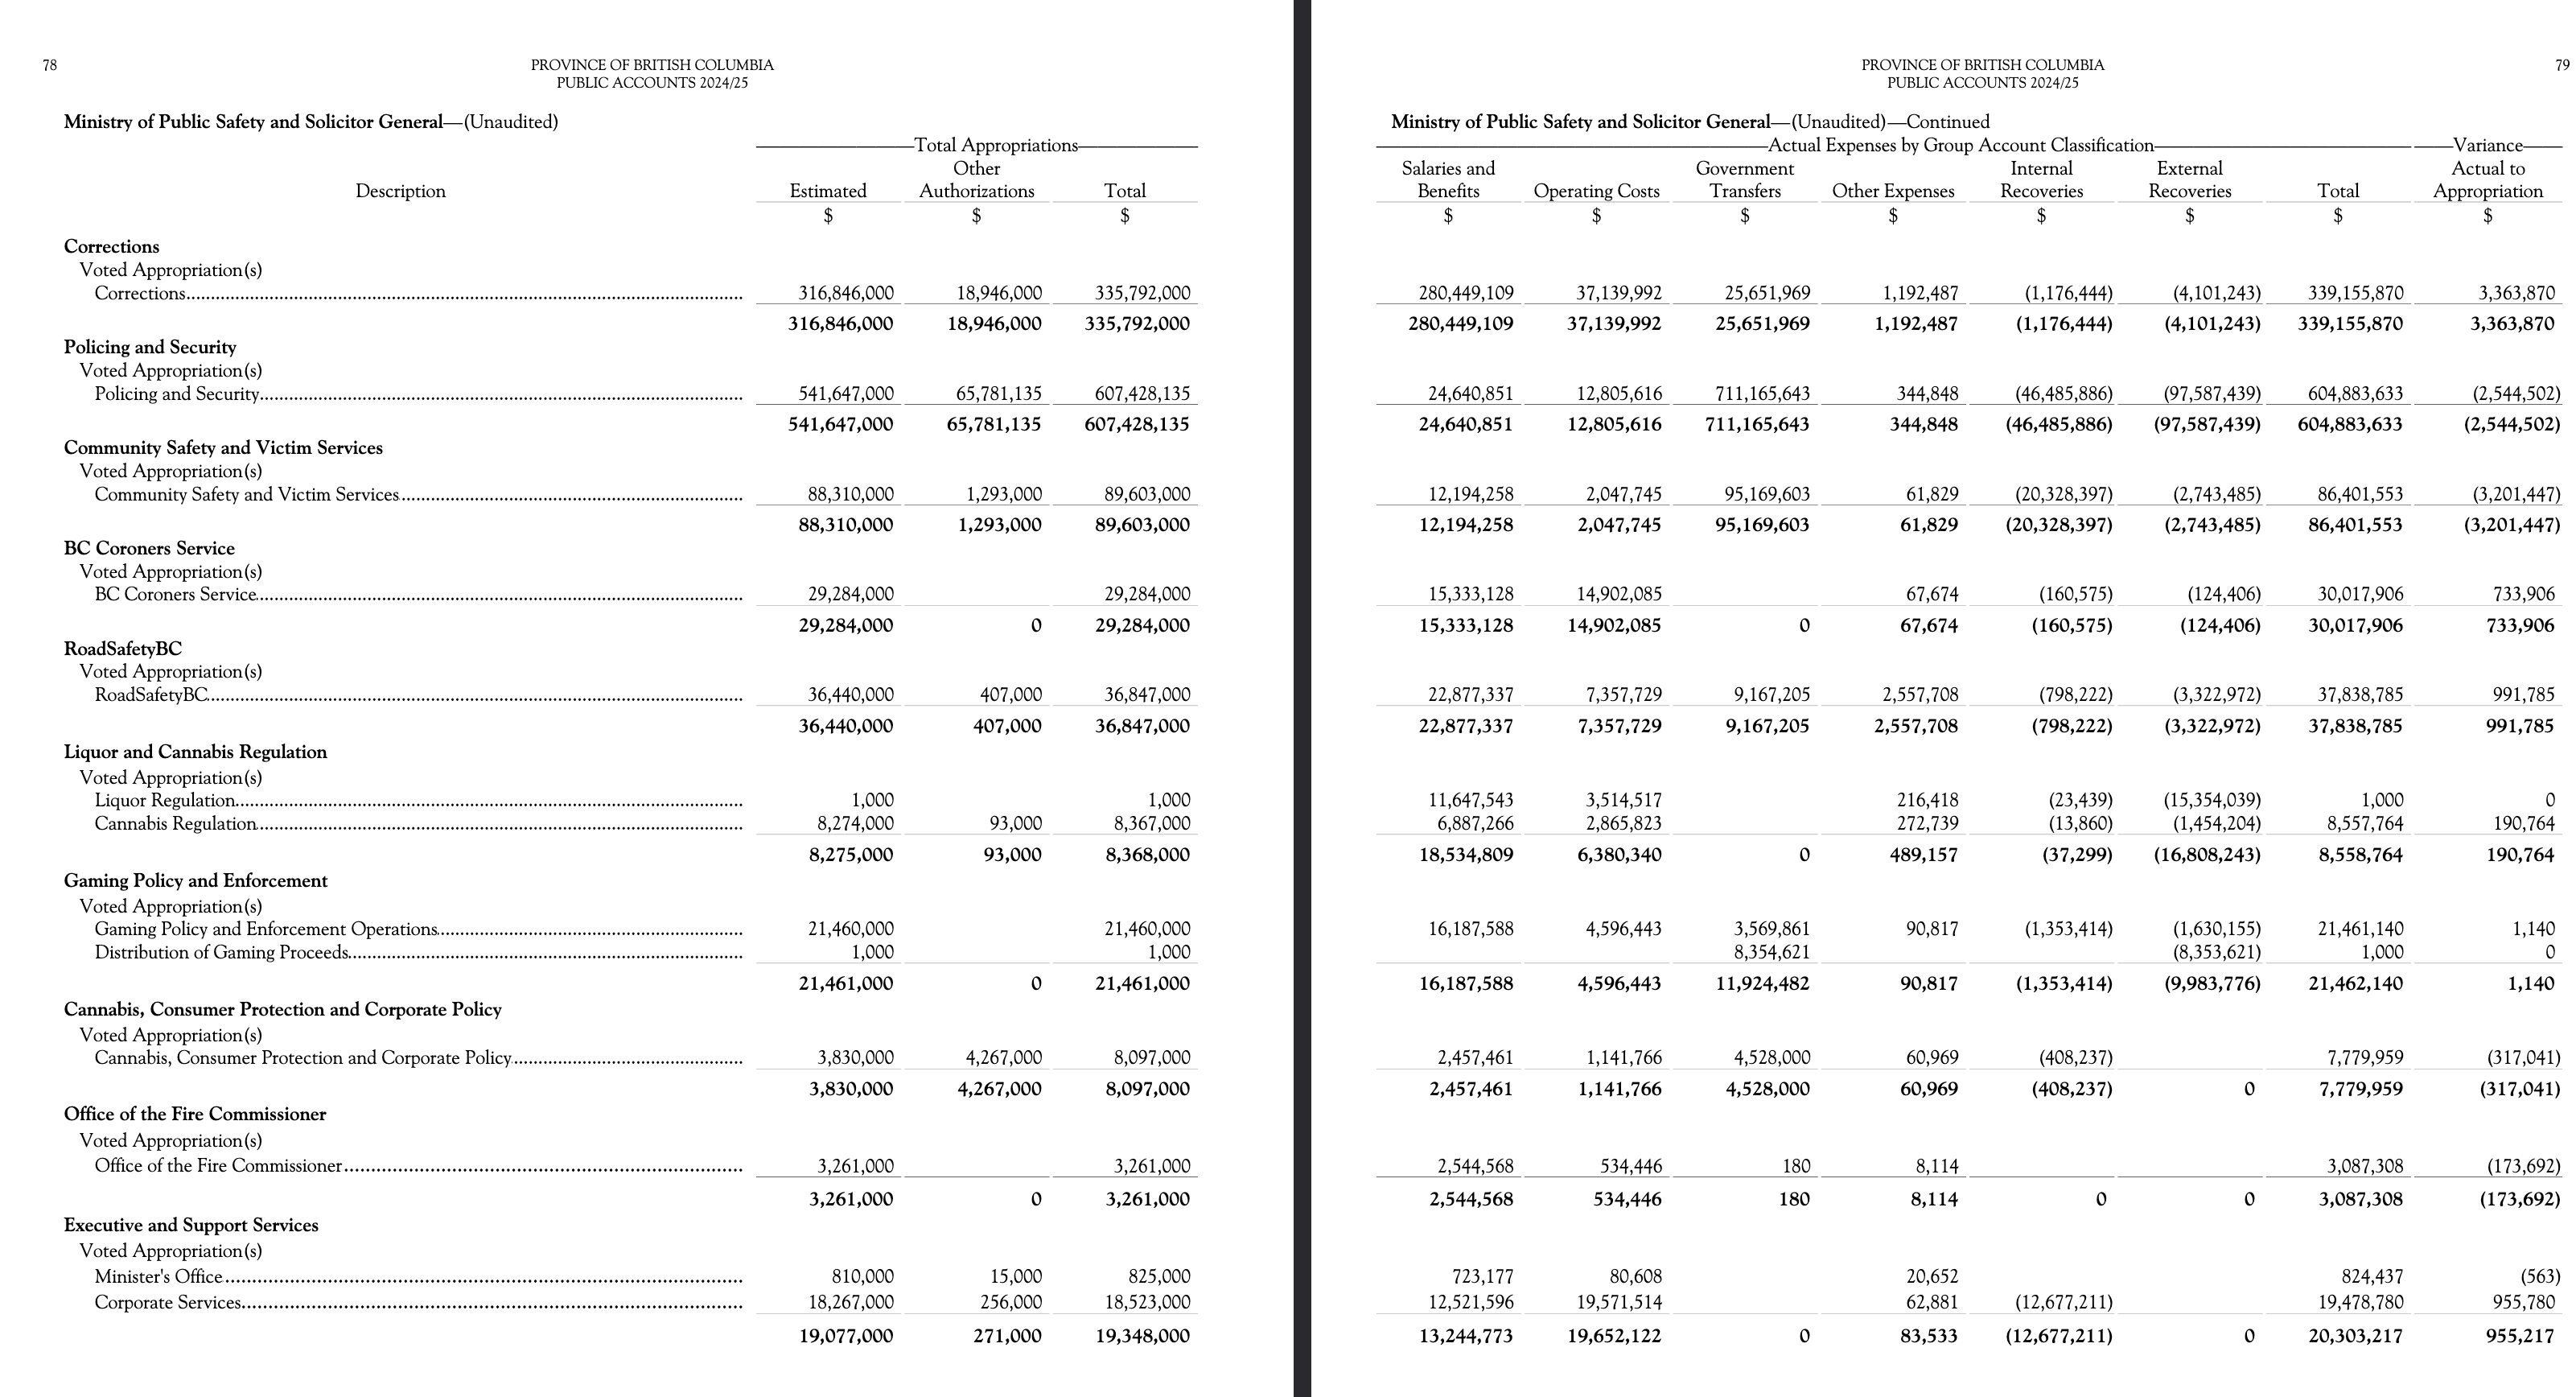 78
PROVINCE OF BRITISH COLUMBIA
PUBLIC ACCOUNTS 2024/25
Ministry of Public Safety and Solicitor General—(Unaudited)
Total Appropriations
Other
Description Estimated Authorizations Total
$ $ $
Corrections
Voted Appropriation(s)
Corrections 316,846,000 18,946,000 335,792,000
316,846,000 18,946,000 335,792,000
Policing and Security
Voted Appropriation(s)
Policing and Security 541,647,000 65,781,135 607,428,135
541,647,000 65,781,135 607,428,135
Community Safety and Victim Services
Voted Appropriation(s)
Community Safety and Victim Services 88,310,000 1,293,000 89,603,000
88,310,000 1,293,000 89,603,000
BC Coroners Service
Voted Appropriation(s)
BC Coroners Service 29,284,000 29,284,000
29,284,000 0 29,284,000
RoadSafetyBC
Voted Appropriation(s)
RoadSafetyBC 36,440,000 407,000 36,847,000
36,440,000 407,000 36,847,000
Liquor and Cannabis Regulation
Voted Appropriation(s)
Liquor Regulation 1,000 1,000
Cannabis Regulation 8,274,000 93,000 8,367,000
8,275,000 93,000 8,368,000
Gaming Policy and Enforcement
Voted Appropriation(s)
Gaming Policy and Enforcement Operations 21,460,000 21,460,000
Distribution of Gaming Proceeds 1,000 1,000
21,461,000 0 21,461,000
Cannabis, Consumer Protection and Corporate Policy
Voted Appropriation(s)
Cannabis, Consumer Protection and Corporate Policy 3,830,000 4,267,000 8,097,000
3,830,000 4,267,000 8,097,000
Office of the Fire Commissioner
Voted Appropriation(s)
Office of the Fire Commissioner 3,261,000 3,261,000
3,261,000 0 3,261,000
Executive and Support Services
Voted Appropriation(s)
Minister's Office 810,000 15,000 825,000
Corporate Services 18,267,000 256,000 18,523,000
19,077,000 271,000 19,348,000
PROVINCE OF BRITISH COLUMBIA
79
PUBLIC ACCOUNTS 2024/25
Ministry of Public Safety and Solicitor General—(Unaudited)—Continued
Actual Expenses by Group Account Classification Variance
Salaries and Government Internal External Actual to
Benefits Operating Costs Transfers Other Expenses Recoveries Recoveries Total Appropriation
$ $ $ $ $ $ $ $
280,449,109 37,139,992 25,651,969 1,192,487 (1,176,444) (4,101,243) 339,155,870 3,363,870
280,449,109 37,139,992 25,651,969 1,192,487 (1,176,444) (4,101,243) 339,155,870 3,363,870
24,640,851 12,805,616 711,165,643 344,848 (46,485,886) (97,587,439) 604,883,633 (2,544,502)
24,640,851 12,805,616 711,165,643 344,848 (46,485,886) (97,587,439) 604,883,633 (2,544,502)
12,194,258 2,047,745 95,169,603 61,829 (20,328,397) (2,743,485) 86,401,553 (3,201,447)
12,194,258 2,047,745 95,169,603 61,829 (20,328,397) (2,743,485) 86,401,553 (3,201,447)
15,333,128 14,902,085 67,674 (160,575) (124,406) 30,017,906 733,906
15,333,128 14,902,085 0 67,674 (160,575) (124,406) 30,017,906 733,906
22,877,337 7,357,729 9,167,205 2,557,708 (798,222) (3,322,972) 37,838,785 991,785
22,877,337 7,357,729 9,167,205 2,557,708 (798,222) (3,322,972) 37,838,785 991,785
11,647,543 3,514,517 216,418 (23,439) (15,354,039) 1,000 0
6,887,266 2,865,823 272,739 (13,860) (1,454,204) 8,557,764 190,764
18,534,809 6,380,340 0 489,157 (37,299) (16,808,243) 8,558,764 190,764
16,187,588 4,596,443 3,569,861 90,817 (1,353,414) (1,630,155) 21,461,140 1,140
8,354,621 (8,353,621) 1,000 0
16,187,588 4,596,443 11,924,482 90,817 (1,353,414) (9,983,776) 21,462,140 1,140
2,457,461 1,141,766 4,528,000 60,969 (408,237) 7,779,959 (317,041)
2,457,461 1,141,766 4,528,000 60,969 (408,237) 0 7,779,959 (317,041)
2,544,568 534,446 180 8,114 3,087,308 (173,692)
2,544,568 534,446 180 8,114 0 0 3,087,308 (173,692)
723,177 80,608 20,652 824,437 (563)
12,521,596 19,571,514 62,881 (12,677,211) 19,478,780 955,780
13,244,773 19,652,122 0 83,533 (12,677,211) 0 20,303,217 955,217